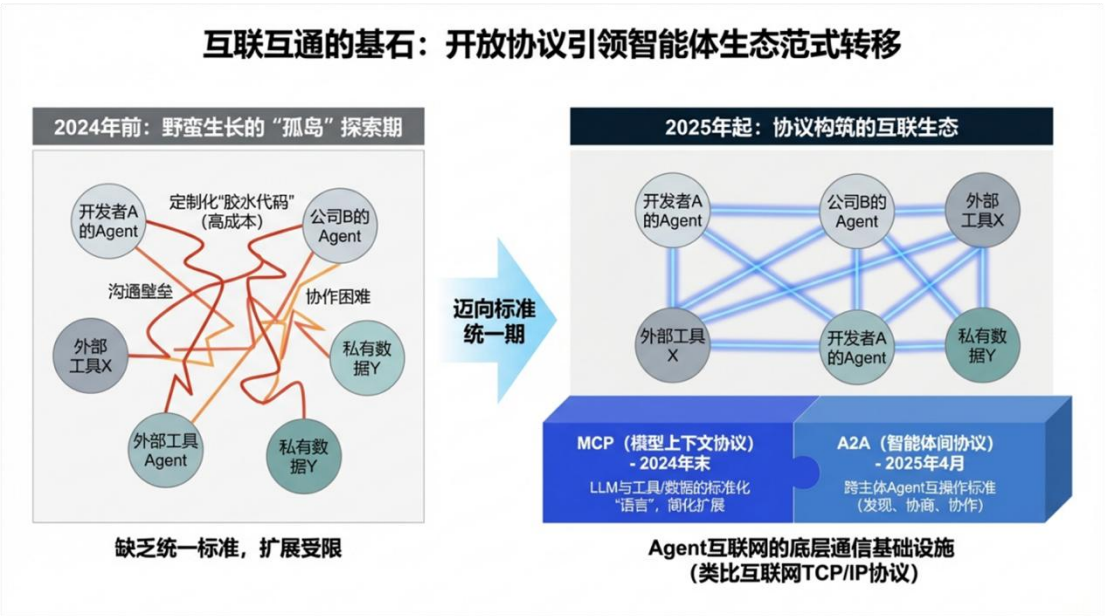 互联互通的基石：开放协议引领智能体生态范式转移
2024年前：野蛮生长的“孤岛”探索期
开发者A
的Agent
定制化“胶水代码”
（高成本）
公司B的
Agent
沟通壁垒
协作困难
外部
工具X
私有数
据Y
外部工具
Agent
私有数
据Y
缺乏统一标准，扩展受限
迈向标准
统一期
2025年起：协议构筑的互联生态
开发者A
的Agent
公司B的
Agent
外部
工具X
外部工具
X
开发者A
的Agent
私有数
据Y
MCP（模型上下文协议）
- 2024年末
LLM与工具/数据的标准化
“语言”，简化扩展
A2A（智能体间协议）
- 2025年4月
跨主体Agent互操作标准
（发现、协商、协作）
Agent互联网的底层通信基础设施
（类比互联网TCP/IP协议）